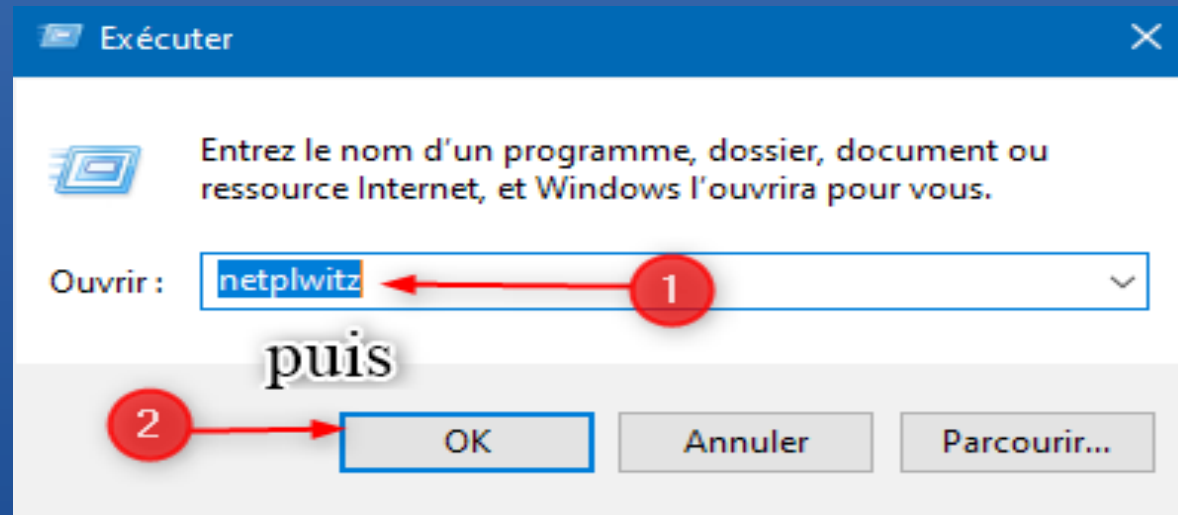 Exécuter
Entrez le nom d'un programme, dossier, document ou
ressource Internet, et Windows l'ouvrira pour vous.
Ouvrir :
netplwitz
1
puis
2
OK
Annuler
Parcourir...